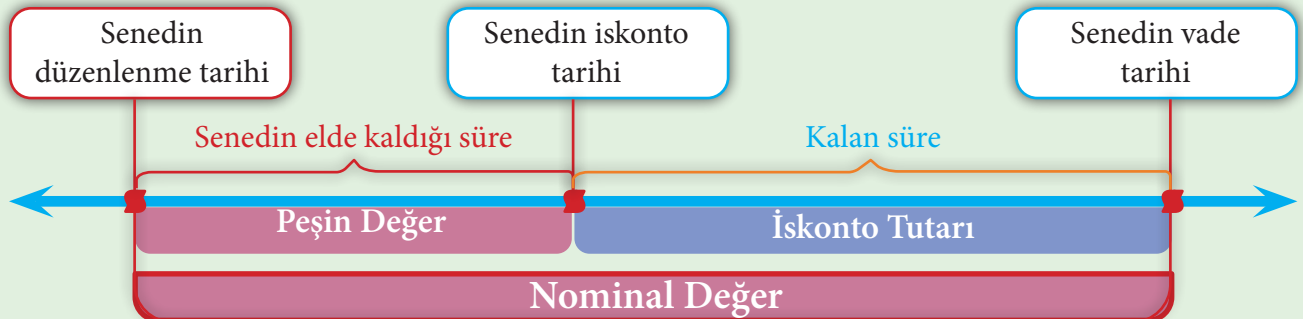 Senedin
düzenlenme tarihi
Senedin iskonto
tarihi
Senedin vade
tarihi
Senedin elde kaldığı süre
Kalan süre
Peşin Değer
İskonto Tutarı
Nominal Değer